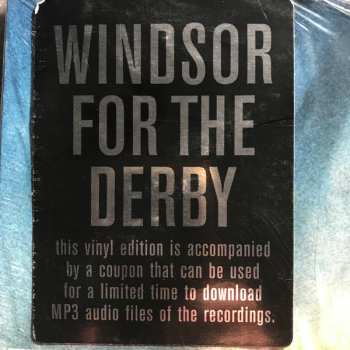 WINDSOR
FOR THE
DERBY
this vinyl edition is accompanied
by a coupon that can be used
for a limited time to download
MP3 audio files of the recordings.